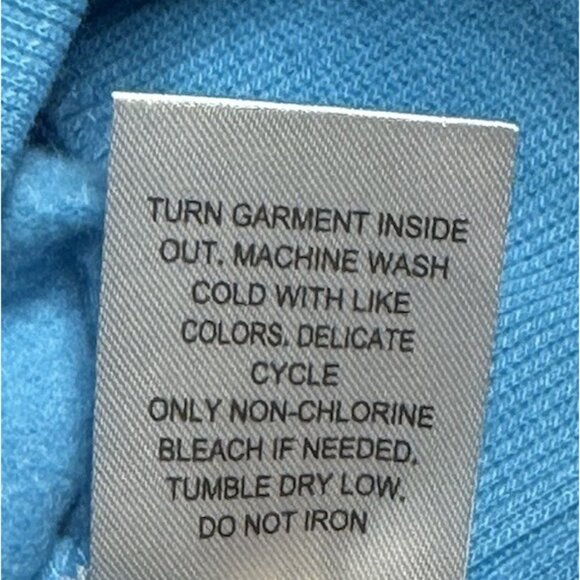 TURN GARMENT INSIDE
OUT. MACHINE WASH
COLD WITH LIKE
COLORS. DELICATE
CYCLE
ONLY NON-CHLORINE
BLEACH IF NEEDED.
TUMBLE DRY LOW.
DO NOT IRON